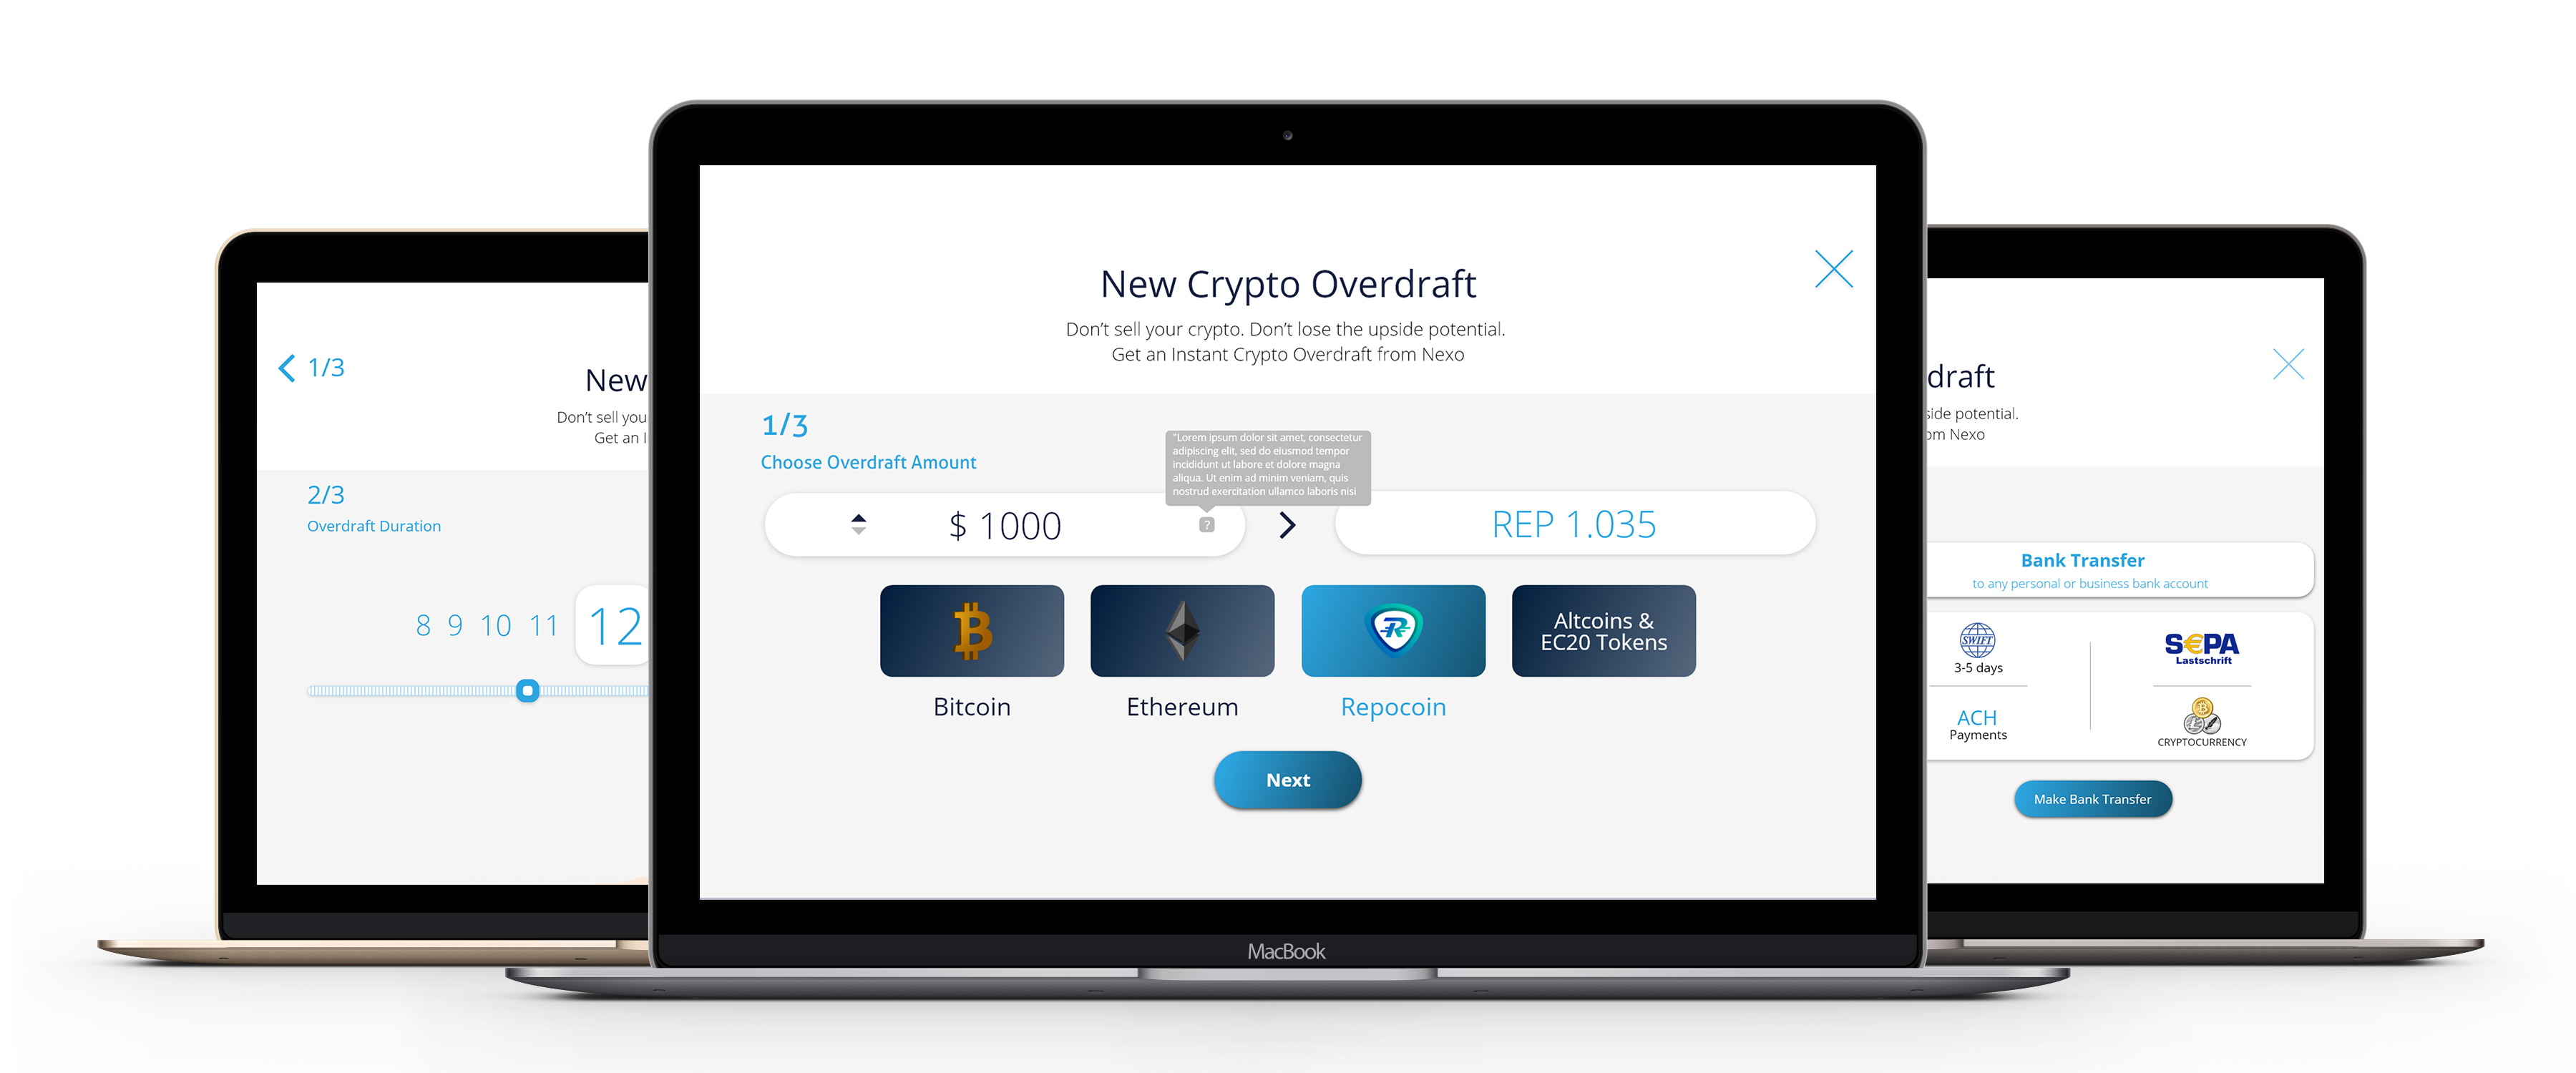 1/3
New
Don't sell you
Get an I
2/3
Overdraft Duration
8 9 10 11 12
New Crypto Overdraft
Don't sell your crypto. Don't lose the upside potential.
Get an Instant Crypto Overdraft from Nexo
1/3
Choose Overdraft Amount
"Lorem ipsum dolor sit amet, consectetur
adipiscing elit, sed do eiusmod tempor
incididunt ut labore et dolore magna
aliqua. Ut enim ad minim veniam, quis
nostrud exercitation ullamco laboris nisi
$ 1000
?
REP 1.035
Altcoins &
EC20 Tokens
Bitcoin
Ethereum
Repocoin
Next
MacBook
draft
side potential.
om Nexo
Bank Transfer
to any personal or business bank account
SWIFT
3-5 days
S€PA
Lastschrift
ACH
Payments
CRYPTOCURRENCY
Make Bank Transfer